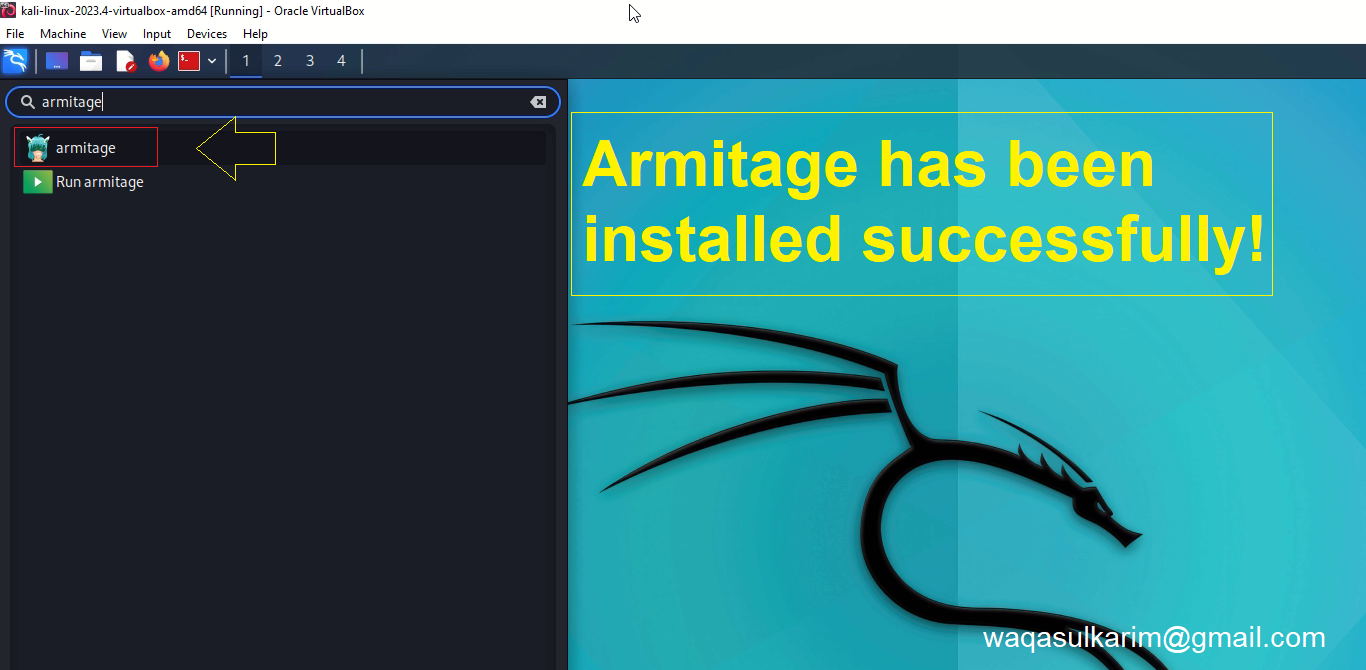 kali-linux-2023.4-virtualbox-amd64 [Running] - Oracle VirtualBox
File Machine View Input Devices Help
1 2 3 4
armitage
armitage
Run armitage
Armitage has been
installed successfully!
waqasulkarim@gmail.com